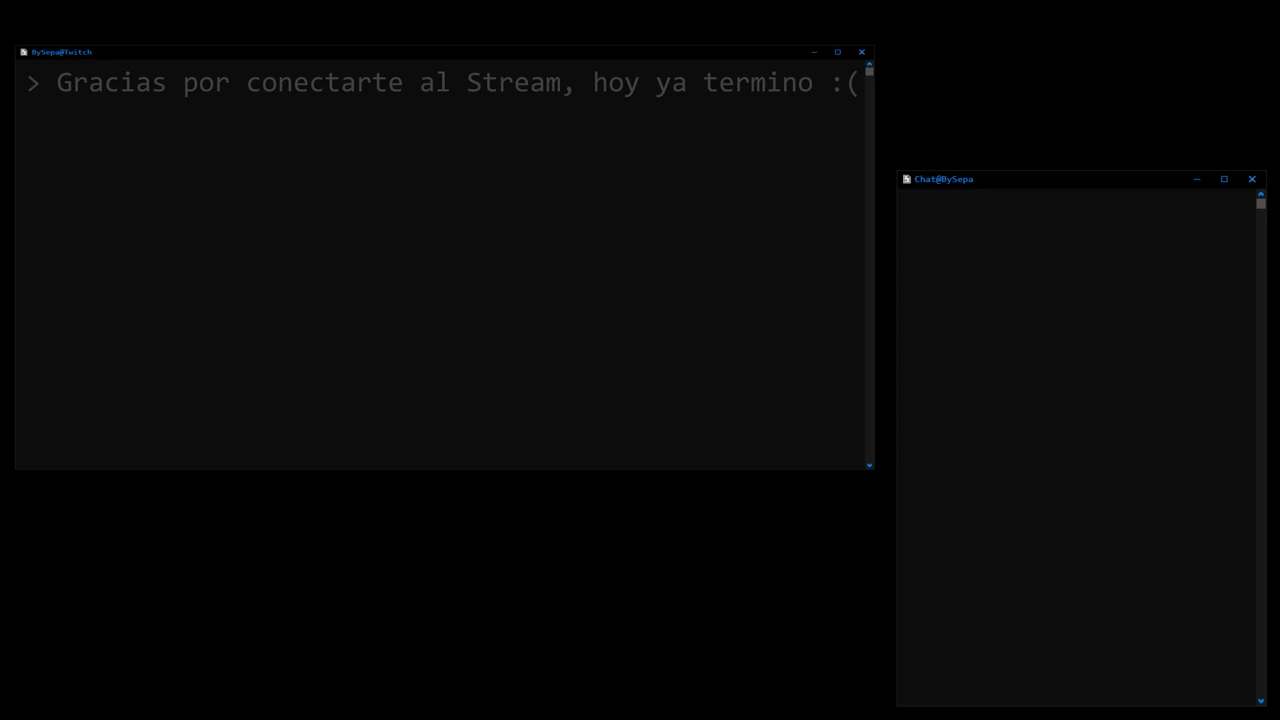 BySepa@Twitch
> Gracias por conectarte al Stream, hoy ya termino :(
Chat@BySepa